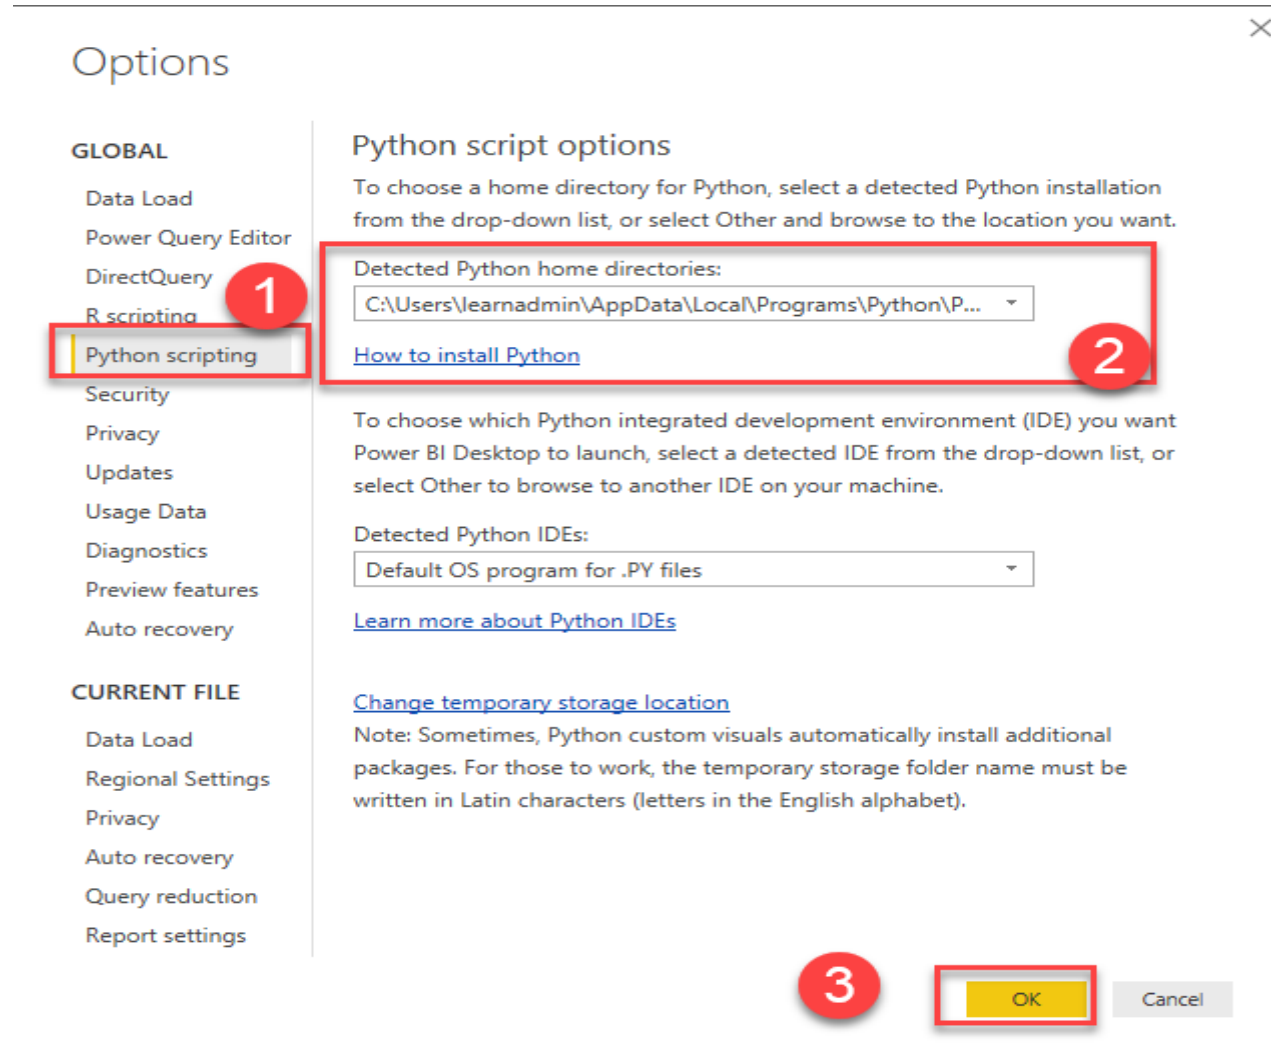 Options
GLOBAL
Data Load
Power Query Editor
DirectQuery
R scripting
Python scripting
Security
Privacy
Updates
Usage Data
Diagnostics
Preview features
Auto recovery
CURRENT FILE
Data Load
Regional Settings
Privacy
Auto recovery
Query reduction
Report settings
1
Python script options
To choose a home directory for Python, select a detected Python installation
from the drop-down list, or select Other and browse to the location you want.
Detected Python home directories:
C:\Users\learnadmin\AppData\Local\Programs\Python\P...
How to install Python
2
To choose which Python integrated development environment (IDE) you want
Power BI Desktop to launch, select a detected IDE from the drop-down list, or
select Other to browse to another IDE on your machine.
Detected Python IDEs:
Default OS program for .PY files
Learn more about Python IDEs
Change temporary storage location
Note: Sometimes, Python custom visuals automatically install additional
packages. For those to work, the temporary storage folder name must be
written in Latin characters (letters in the English alphabet).
3
OK
Cancel